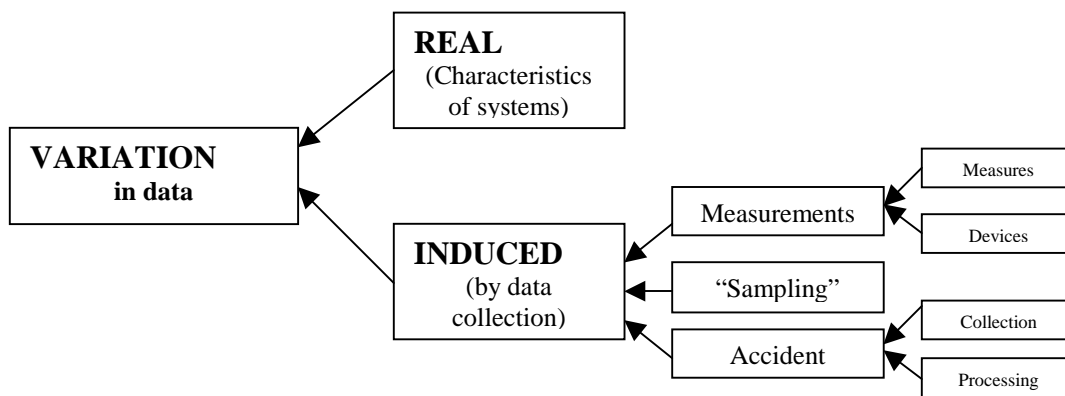 REAL
(Characteristics
of systems)
VARIATION
in data
INDUCED
(by data
collection)
Measurements
“Sampling”
Accident
Measures
Devices
Collection
Processing